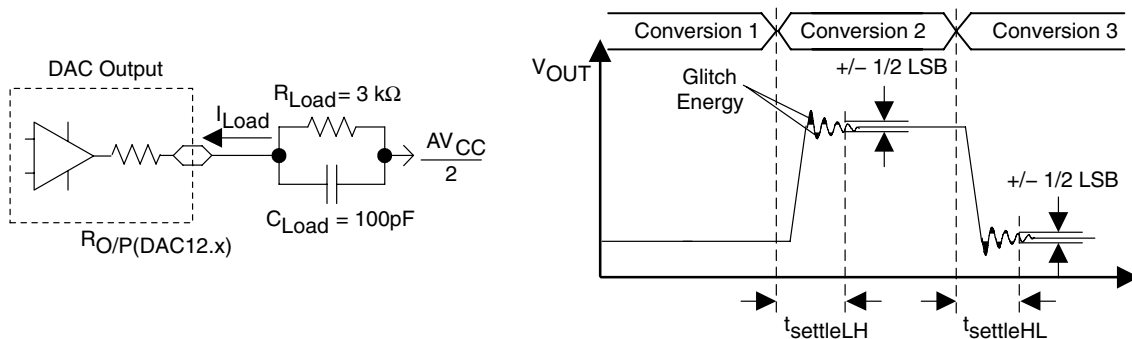 DAC Output
I_Load
R_Load = 3 kΩ
AV_CC
2
C_Load = 100pF
R_O/P(DAC12.x)
Conversion 1
Conversion 2
Conversion 3
V_OUT
Glitch
Energy
+/− 1/2 LSB
+/− 1/2 LSB
t_settleLH
t_settleHL